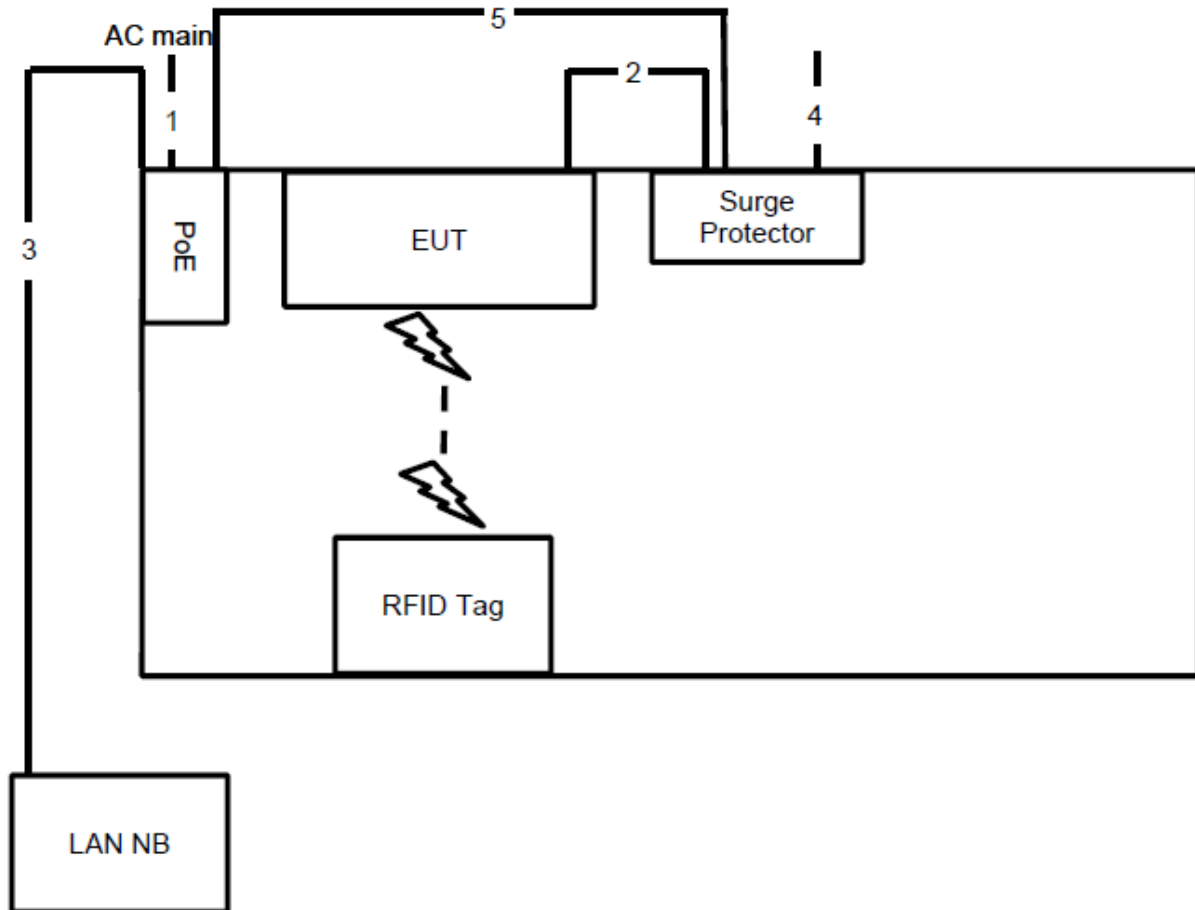 5
AC main
2
1
4
3
PoE
EUT
Surge
Protector
RFID Tag
LAN NB